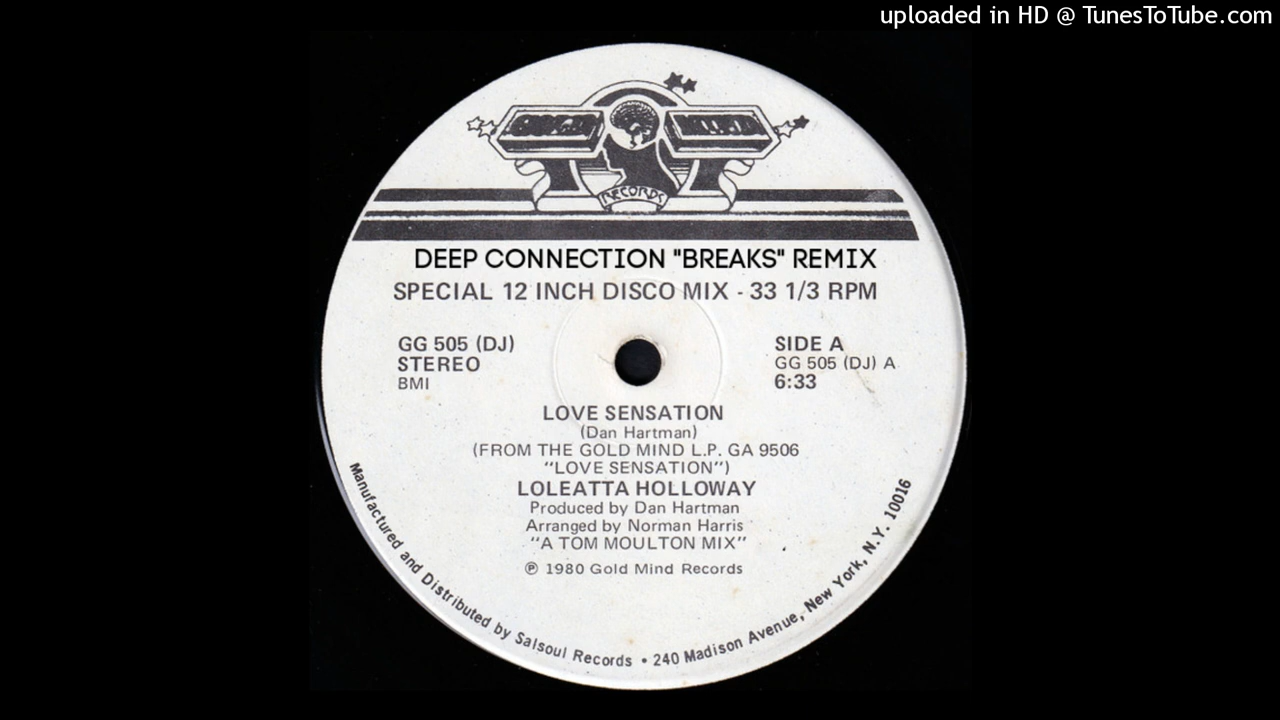 uploaded in HD @ TunesToTube.com
RECORDS
DEEP CONNECTION "BREAKS" REMIX
SPECIAL 12 INCH DISCO MIX - 33 1/3 RPM
GG 505 (DJ)
STEREO
BMI
SIDE A
GG 505 (DJ) A
6:33
LOVE SENSATION
(Dan Hartman)
(FROM THE GOLD MIND L.P. GA 9506
"LOVE SENSATION")
LOLEATTA HOLLOWAY
Produced by Dan Hartman
Arranged by Norman Harris
"A TOM MOULTON MIX"
℗ 1980 Gold Mind Records
Manufactured and Distributed by Salsoul Records • 240 Madison Avenue, New York, N.Y. 10016